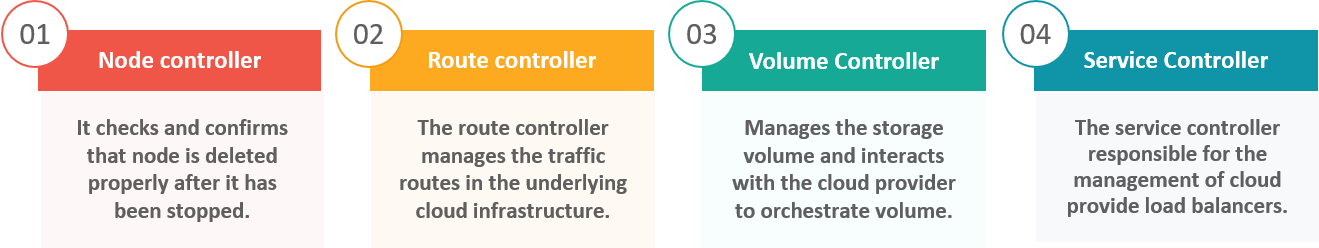 01
Node controller
It checks and confirms
that node is deleted
properly after it has
been stopped.
02
Route controller
The route controller
manages the traffic
routes in the underlying
cloud infrastructure.
03
Volume Controller
Manages the storage
volume and interacts
with the cloud provider
to orchestrate volume.
04
Service Controller
The service controller
responsible for the
management of cloud
provide load balancers.